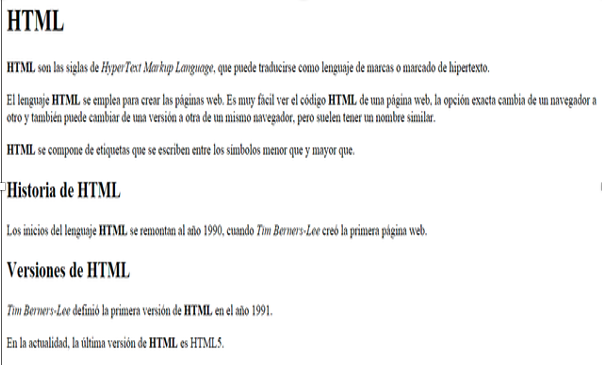 HTML
HTML son las siglas de HyperText Markup Language, que puede traducirse como lenguaje de marcas o marcado de hipertexto.
El lenguaje HTML se emplea para crear las páginas web. Es muy fácil ver el código HTML de una página web, la opción exacta cambia de un navegador a
otro y también puede cambiar de una versión a otra de un mismo navegador, pero suelen tener un nombre similar.
HTML se compone de etiquetas que se escriben entre los símbolos menor que y mayor que.
Historia de HTML
Los inicios del lenguaje HTML se remontan al año 1990, cuando Tim Berners-Lee creó la primera página web.
Versiones de HTML
Tim Berners-Lee definió la primera versión de HTML en el año 1991.
En la actualidad, la última versión de HTML es HTML5.